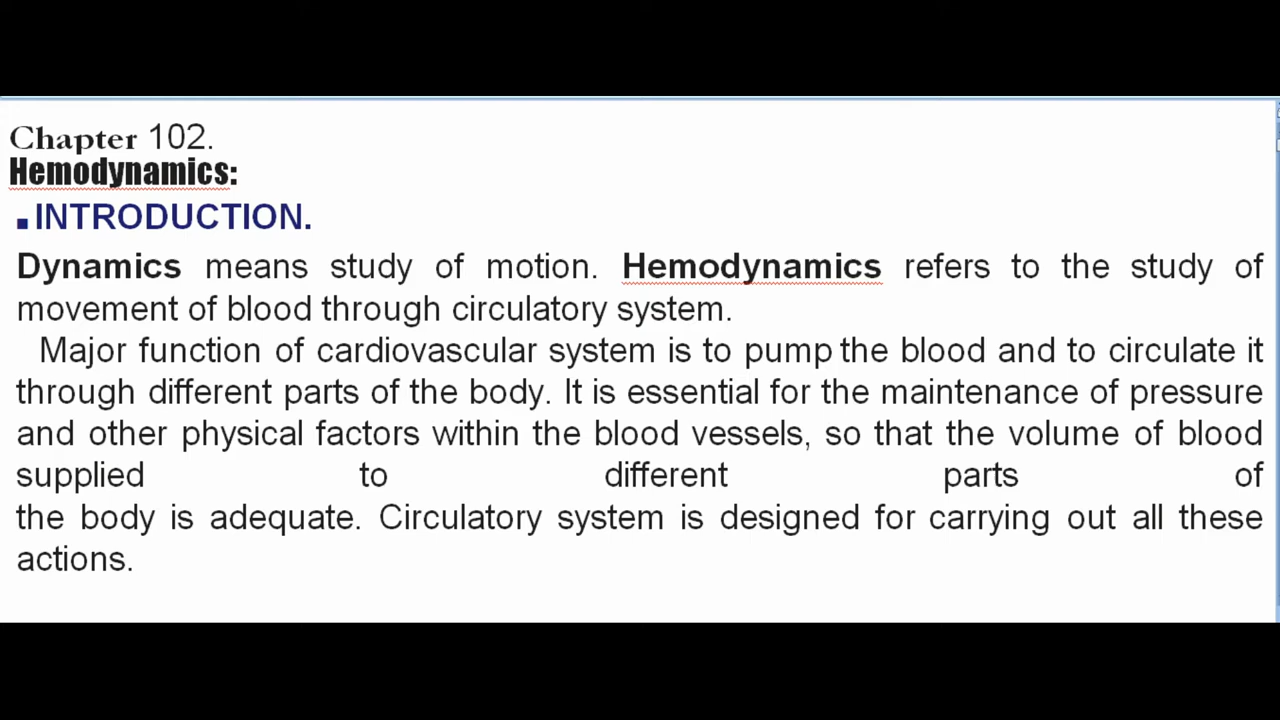 Chapter 102.
Hemodynamics:
▪INTRODUCTION.
Dynamics means study of motion. Hemodynamics refers to the study of
movement of blood through circulatory system.
Major function of cardiovascular system is to pump the blood and to circulate it
through different parts of the body. It is essential for the maintenance of pressure
and other physical factors within the blood vessels, so that the volume of blood
supplied to different parts of
the body is adequate. Circulatory system is designed for carrying out all these
actions.